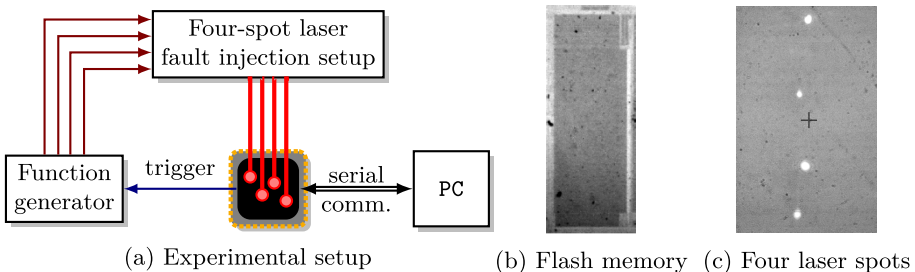 Four-spot laser
fault injection setup
Function
generator
trigger
serial
comm.
PC
(a) Experimental setup
(b) Flash memory
(c) Four laser spots